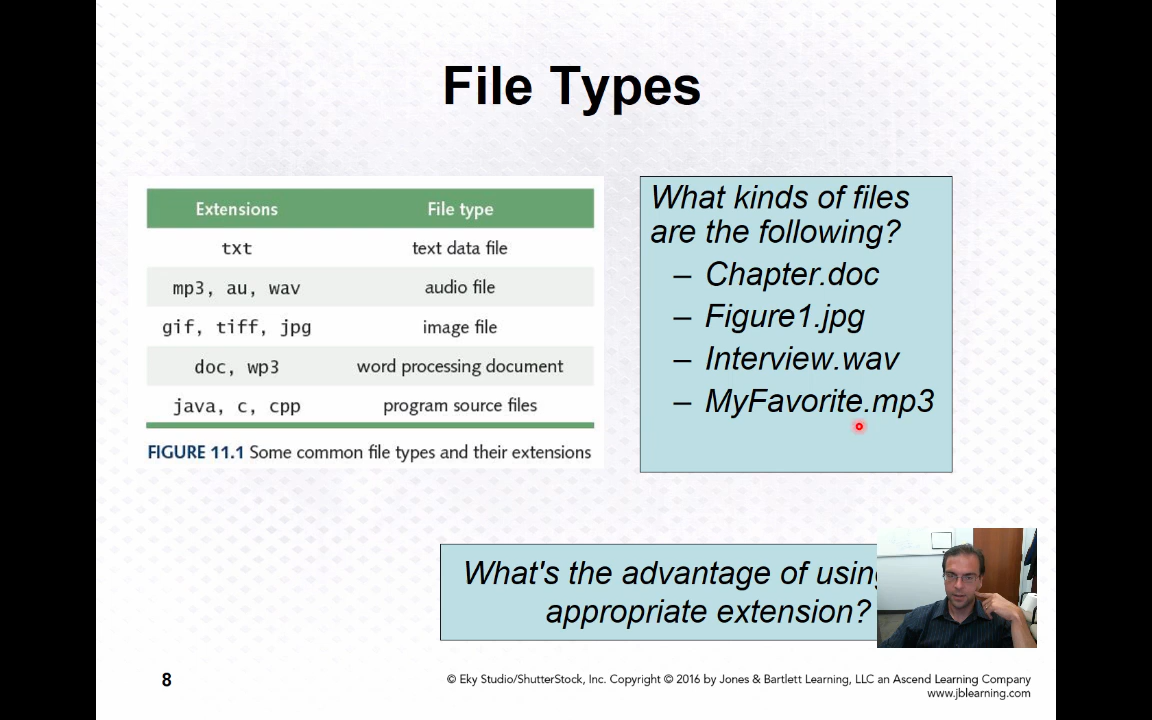 File Types
Extensions File type
txt text data file
mp3, au, wav audio file
gif, tiff, jpg image file
doc, wp3 word processing document
java, c, cpp program source files
FIGURE 11.1 Some common file types and their extensions
What kinds of files
are the following?
– Chapter.doc
– Figure1.jpg
– Interview.wav
– MyFavorite.mp3
What's the advantage of using
appropriate extension?
8
© Eky Studio/ShutterStock, Inc. Copyright © 2016 by Jones & Bartlett Learning, LLC an Ascend Learning Company
www.jblearning.com